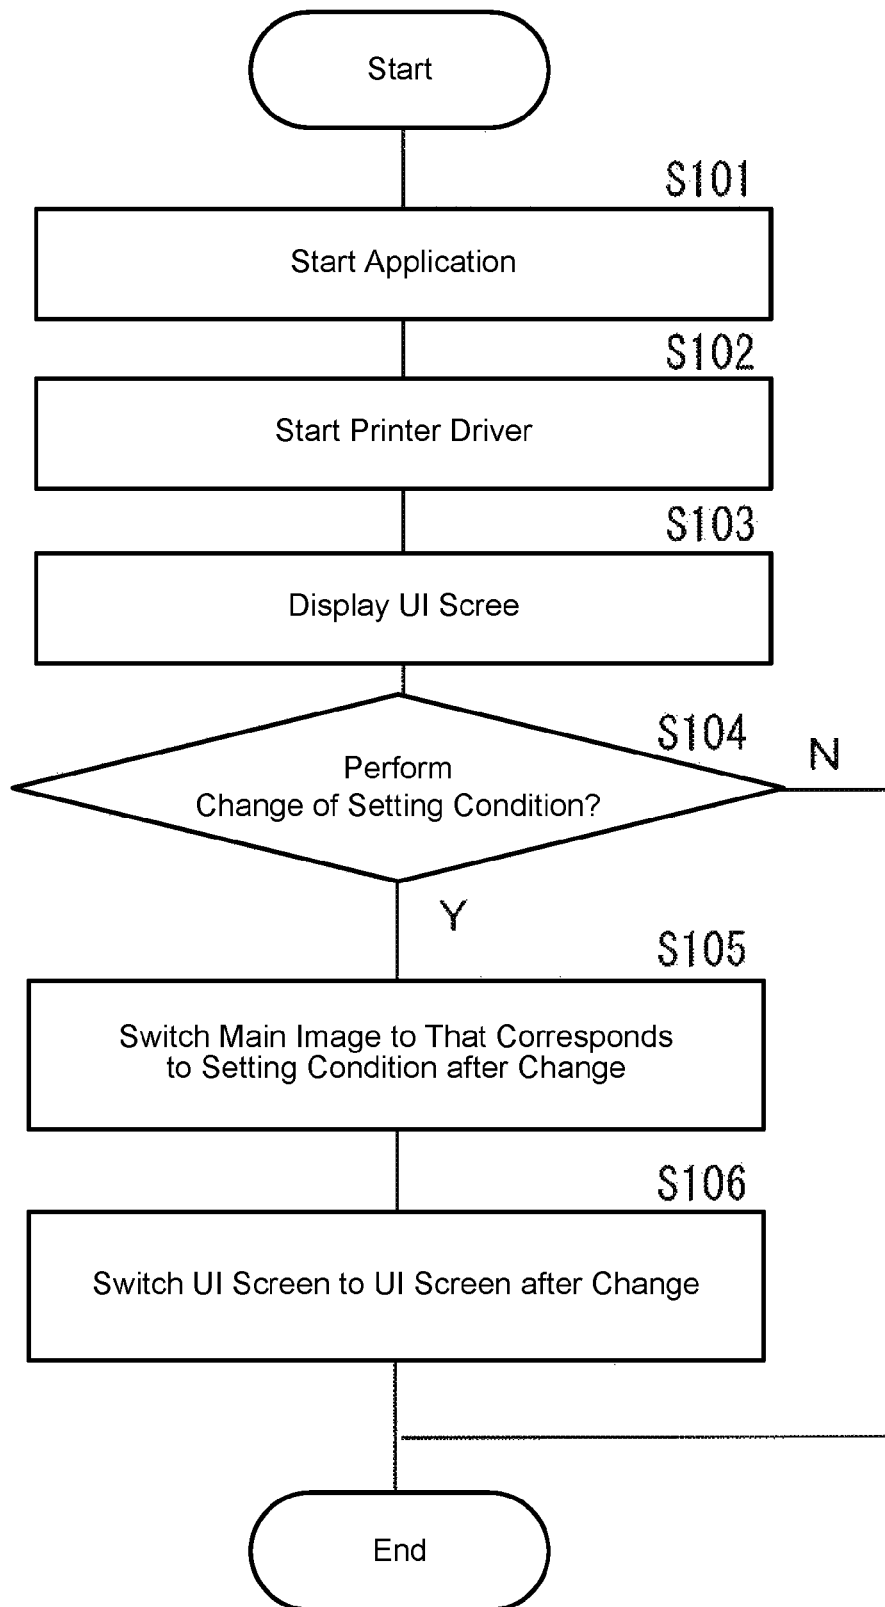 Start
S101
Start Application
S102
Start Printer Driver
S103
Display UI Scree
S104
N
Perform
Change of Setting Condition?
Y
S105
Switch Main Image to That Corresponds
to Setting Condition after Change
S106
Switch UI Screen to UI Screen after Change
End